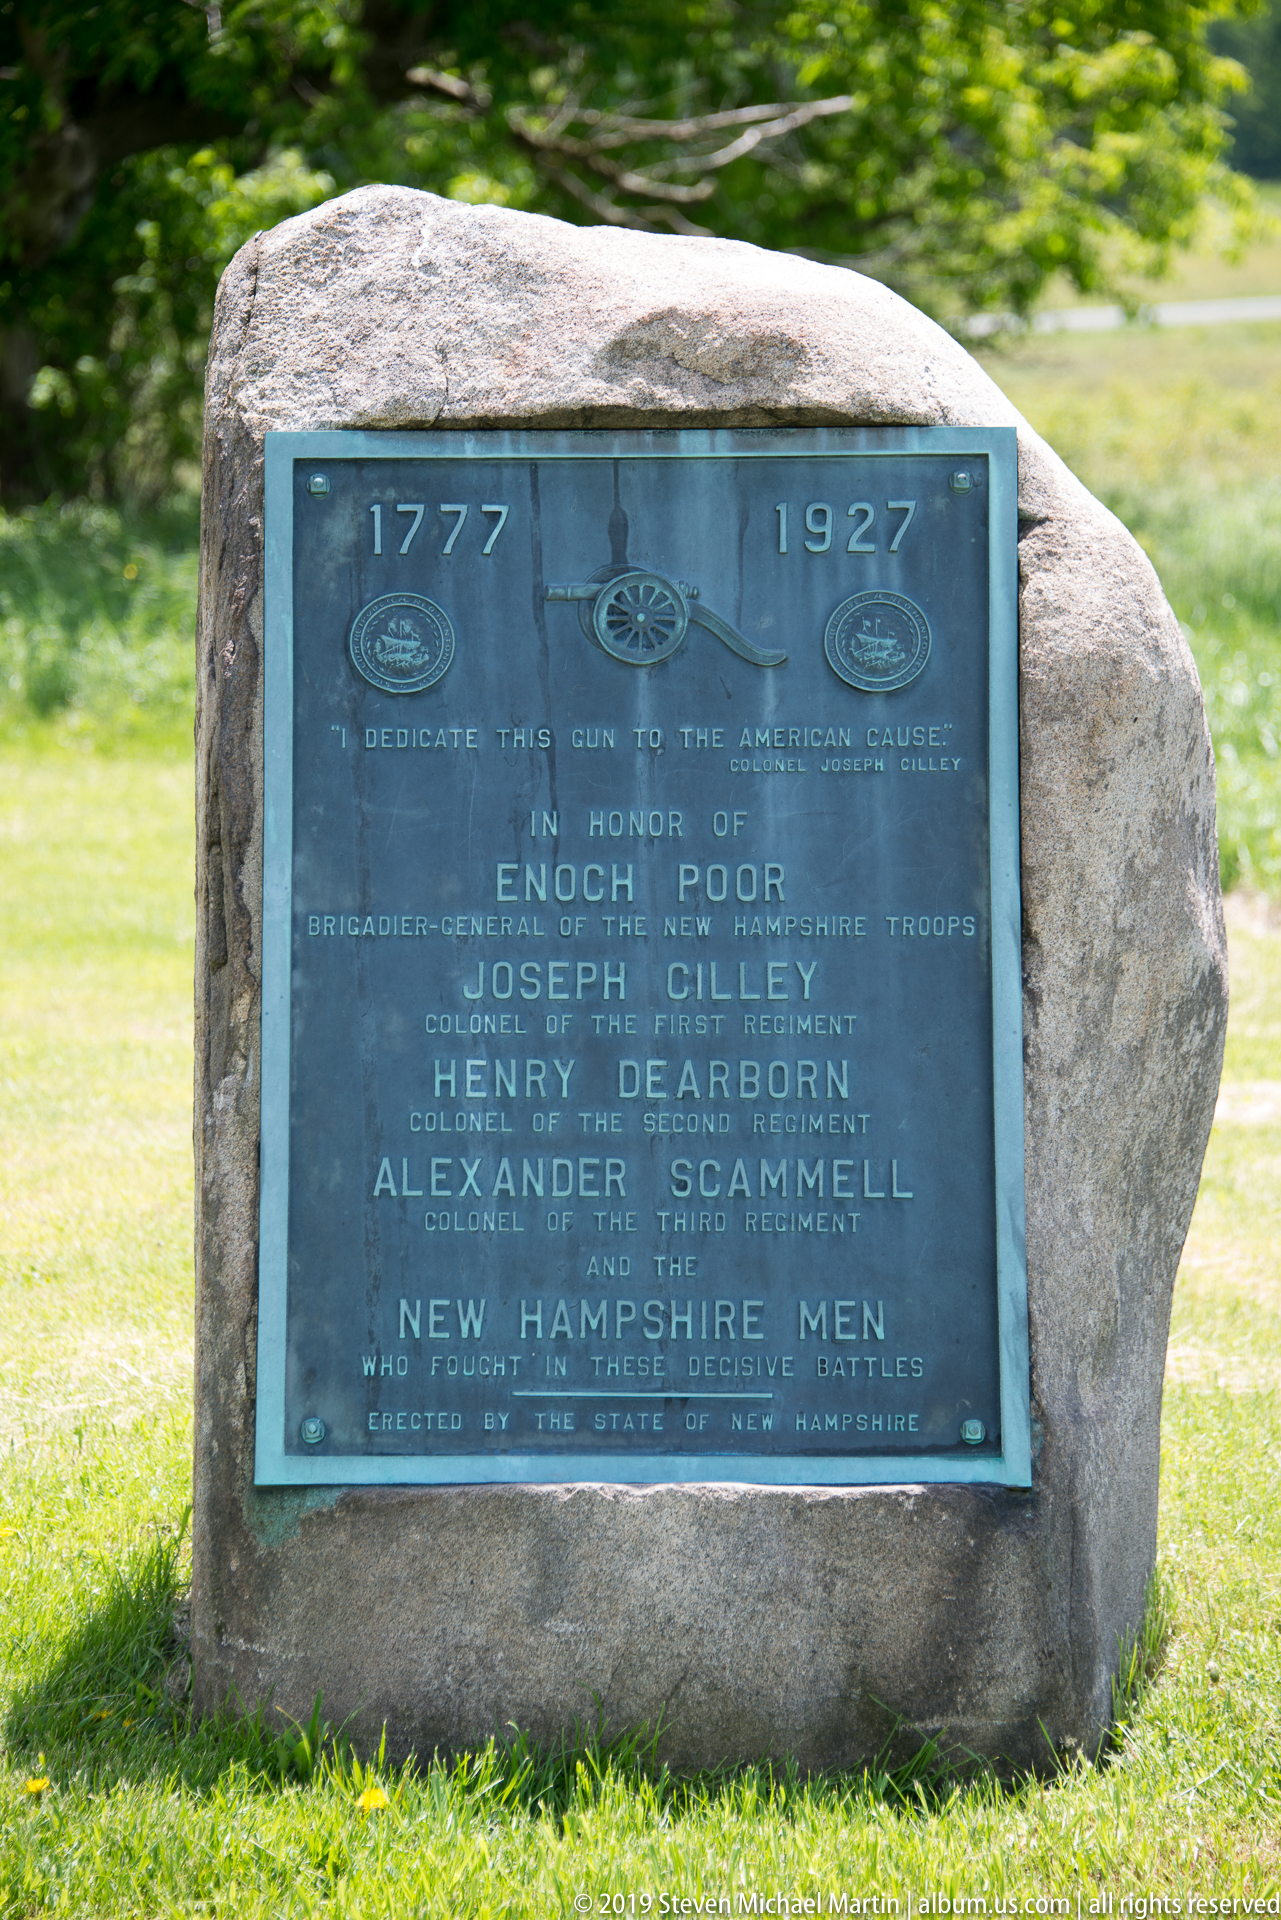 1777 1927
"I DEDICATE THIS GUN TO THE AMERICAN CAUSE."
COLONEL JOSEPH CILLEY
IN HONOR OF
ENOCH POOR
BRIGADIER-GENERAL OF THE NEW HAMPSHIRE TROOPS
JOSEPH CILLEY
COLONEL OF THE FIRST REGIMENT
HENRY DEARBORN
COLONEL OF THE SECOND REGIMENT
ALEXANDER SCAMMELL
COLONEL OF THE THIRD REGIMENT
AND THE
NEW HAMPSHIRE MEN
WHO FOUGHT IN THESE DECISIVE BATTLES
ERECTED BY THE STATE OF NEW HAMPSHIRE
© 2019 Steven Michael Martin | album.us.com | all rights reserved